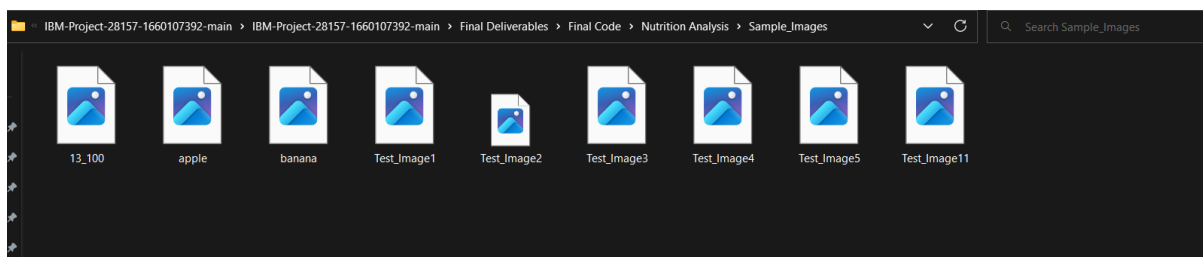 « IBM-Project-28157-1660107392-main > IBM-Project-28157-1660107392-main > Final Deliverables > Final Code > Nutrition Analysis > Sample_Images
Search Sample_Images
13_100
apple
banana
Test_Image1
Test_Image2
Test_Image3
Test_Image4
Test_Image5
Test_Image11